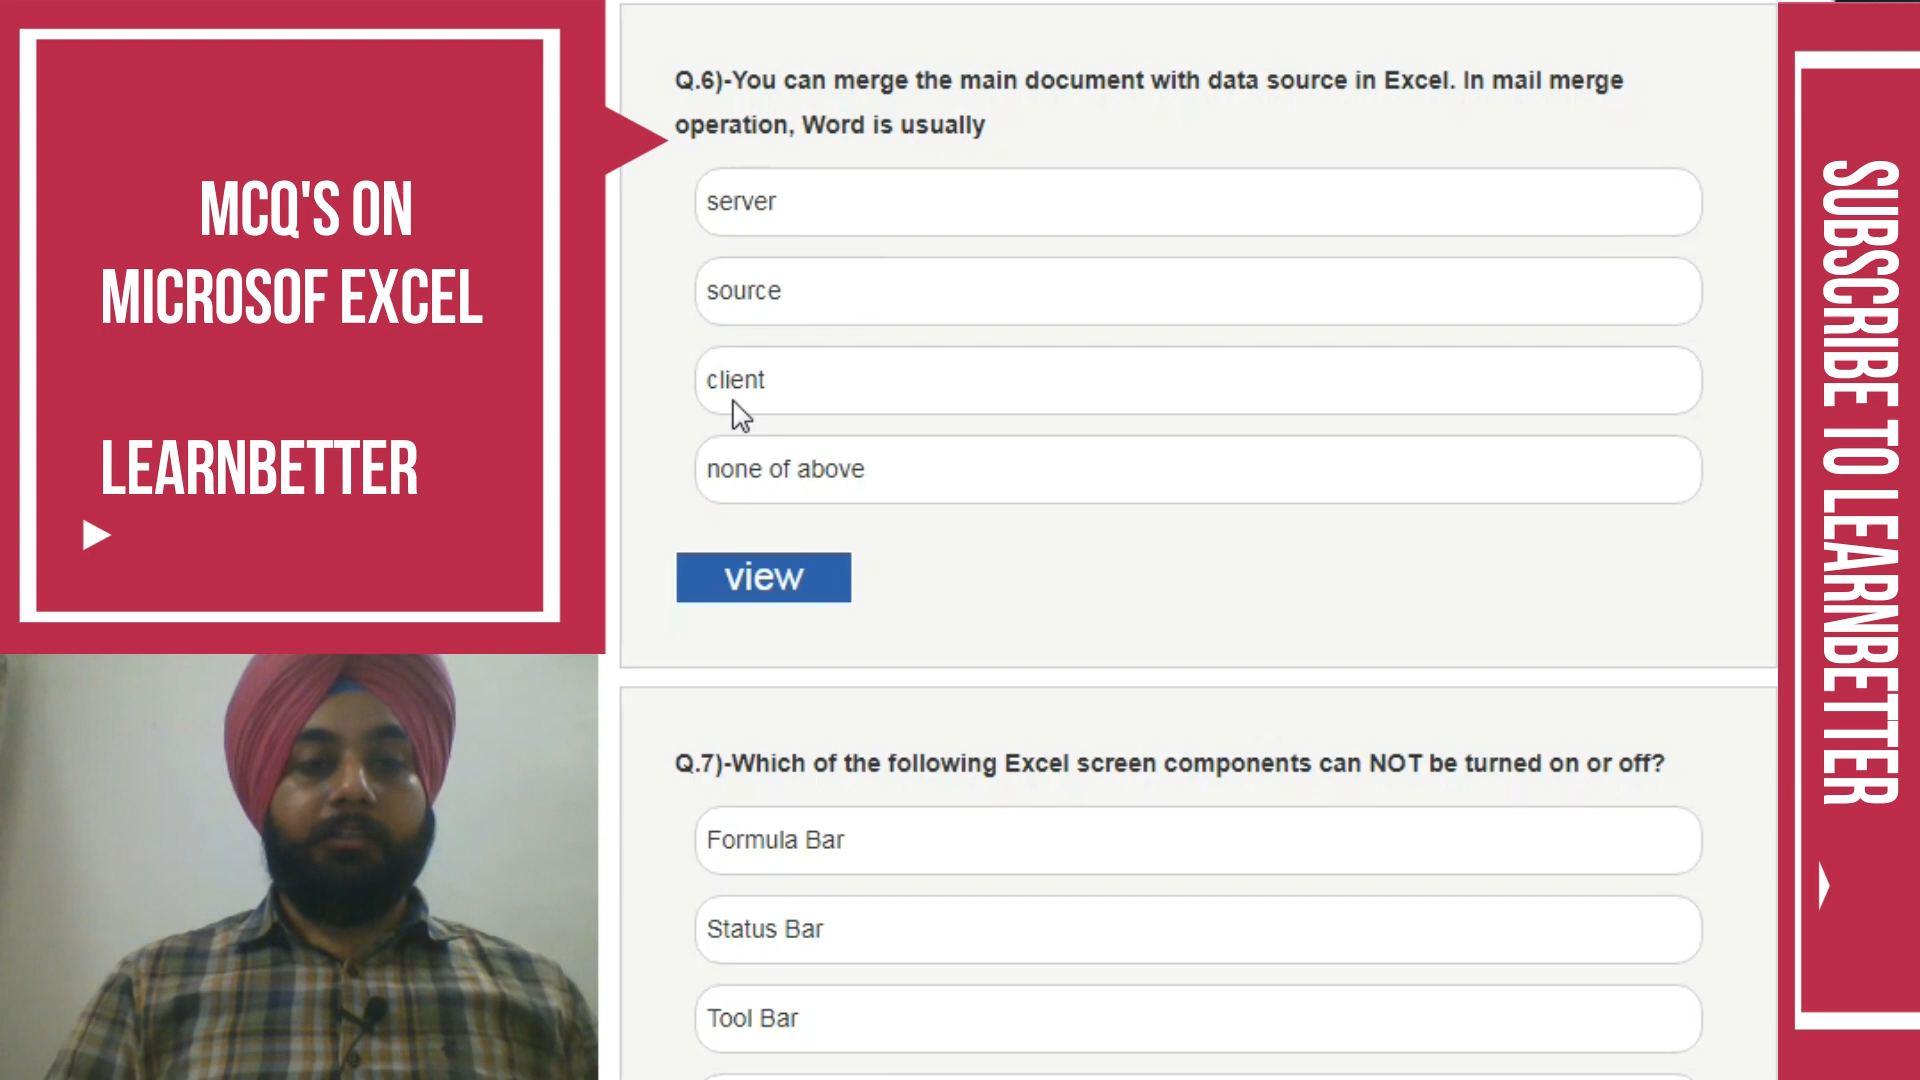 MCQ'S ON
MICROSOF EXCEL
LEARNBETTER
Q.6)-You can merge the main document with data source in Excel. In mail merge
operation, Word is usually
server
source
client
none of above
view
Q.7)-Which of the following Excel screen components can NOT be turned on or off?
Formula Bar
Status Bar
Tool Bar
SUBSCRIBE TO LEARNBETTER